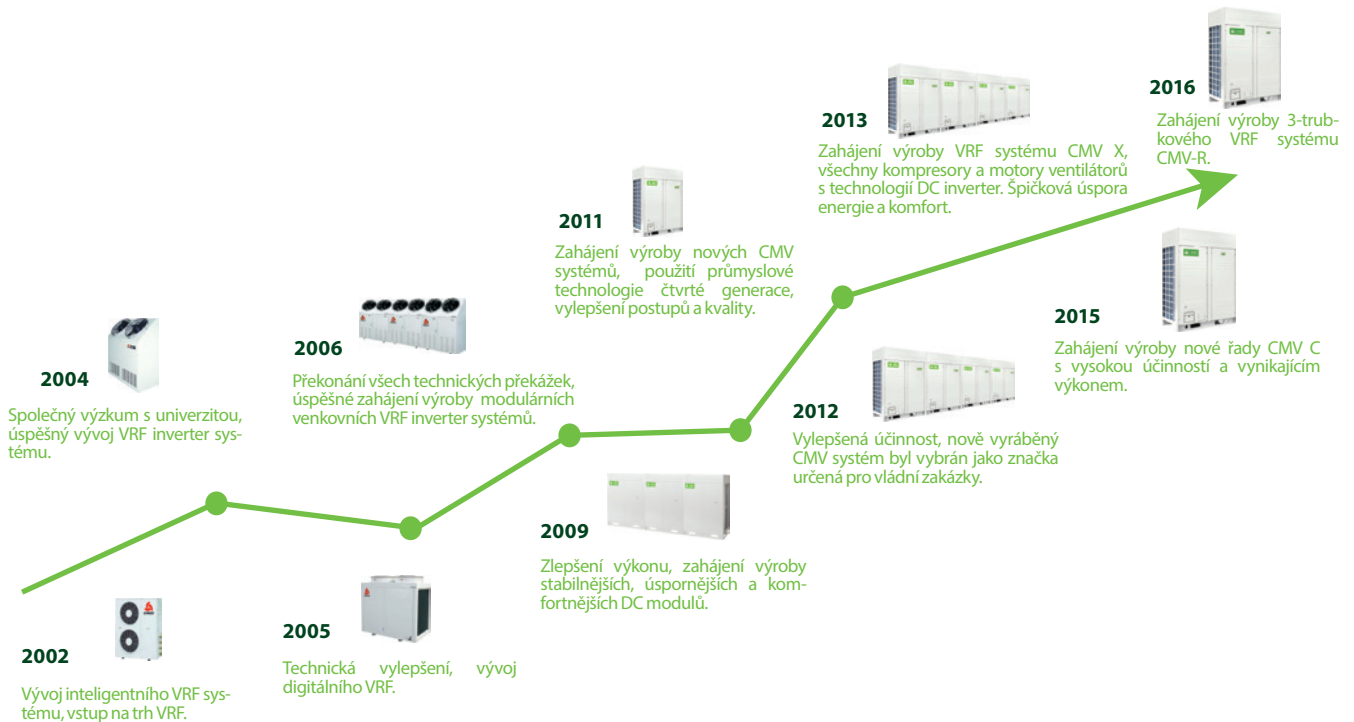 2002
Vývoj inteligentního VRF sys-
tému, vstup na trh VRF.
2004
Společný výzkum s univerzitou,
úspěšný vývoj VRF inverter sys-
tému.
2005
Technická vylepšení, vývoj
digitálního VRF.
2006
Překonání všech technických překážek,
úspěšné zahájení výroby modulárních
venkovních VRF inverter systémů.
2009
Zlepšení výkonu, zahájení výroby
stabilnějších, úspornějších a kom-
fortnějších DC modulů.
2011
Zahájení výroby nových CMV
systémů, použití průmyslové
technologie čtvrté generace,
vylepšení postupů a kvality.
2012
Vylepšená účinnost, nově vyráběný
CMV systém byl vybrán jako značka
určená pro vládní zakázky.
2013
Zahájení výroby VRF systému CMV X,
všechny kompresory a motory ventilátorů
s technologií DC inverter. Špičková úspora
energie a komfort.
2015
Zahájení výroby nové řady CMV C
s vysokou účinností a vynikajícím
výkonem.
2016
Zahájení výroby 3-trub-
kového VRF systému
CMV-R.